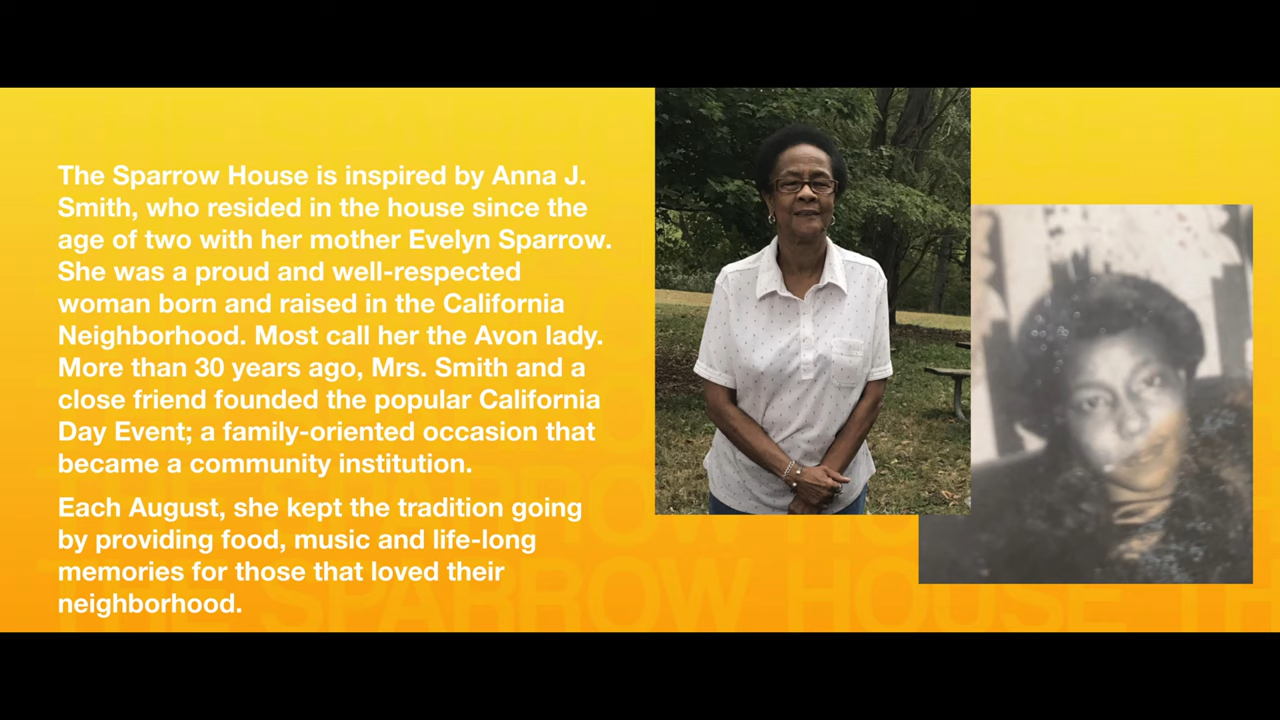 The Sparrow House is inspired by Anna J.
Smith, who resided in the house since the
age of two with her mother Evelyn Sparrow.
She was a proud and well-respected
woman born and raised in the California
Neighborhood. Most call her the Avon lady.
More than 30 years ago, Mrs. Smith and a
close friend founded the popular California
Day Event; a family-oriented occasion that
became a community institution.
Each August, she kept the tradition going
by providing food, music and life-long
memories for those that loved their
neighborhood.
THE SPARROW HOUSE TH